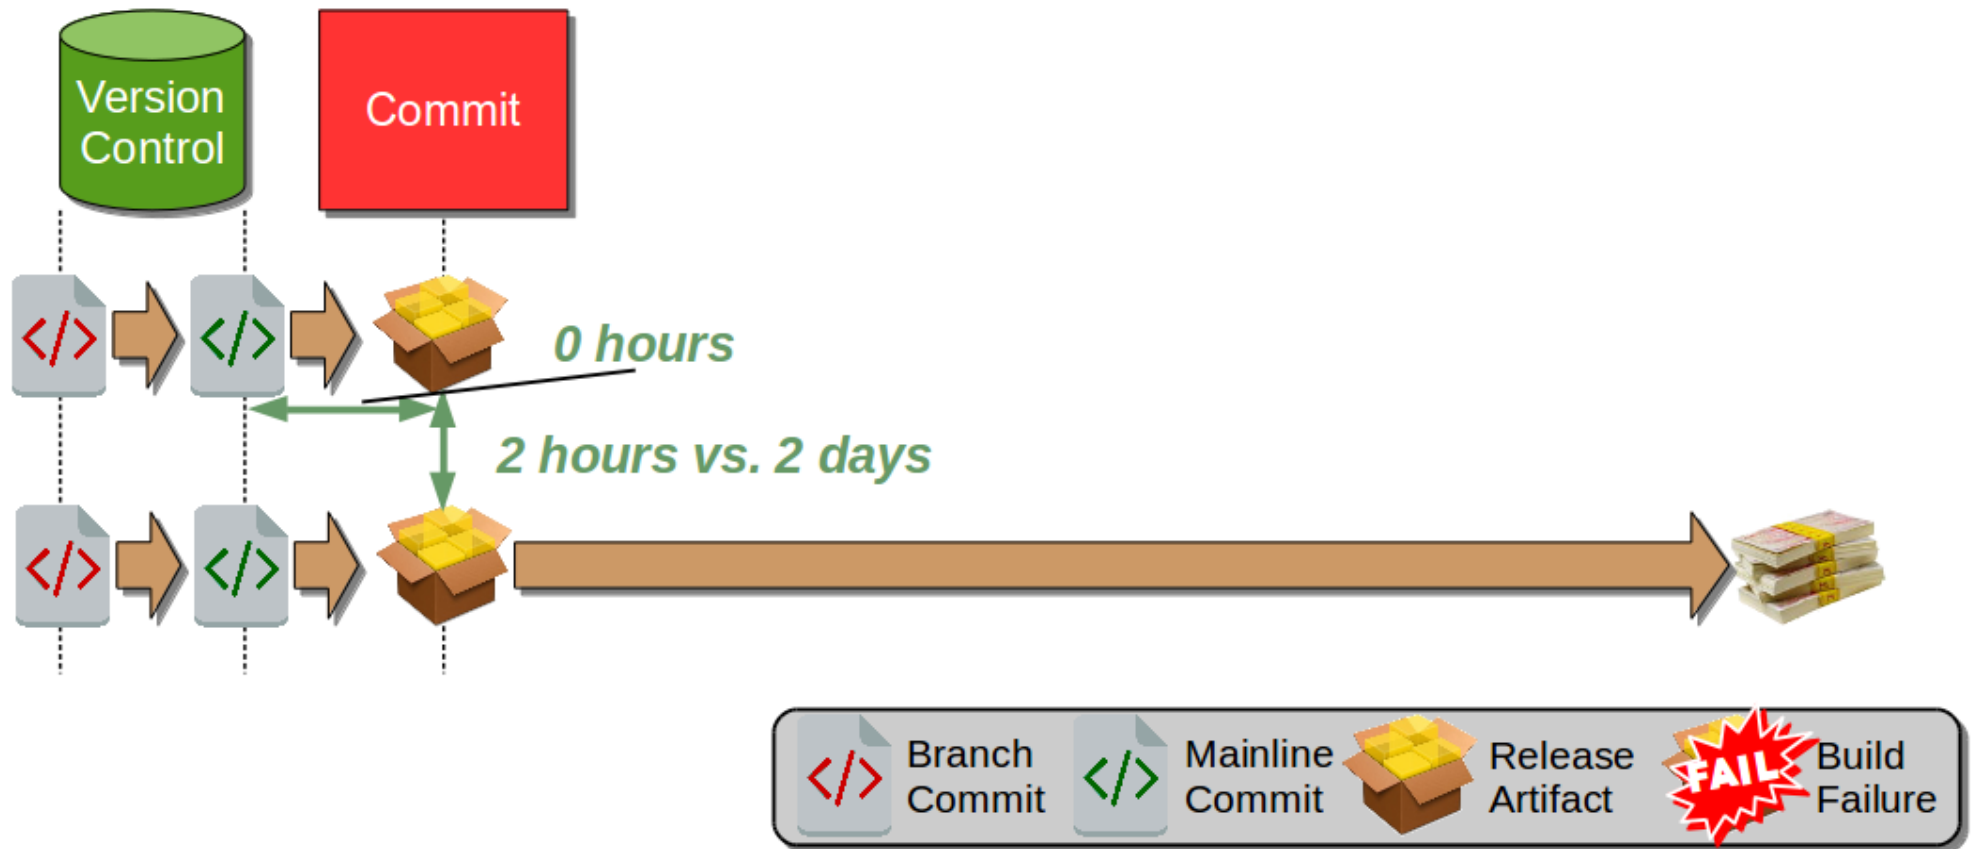 Version
Control
Commit
0 hours
2 hours vs. 2 days
Branch
Commit
Mainline
Commit
Release
Artifact
FAIL
Build
Failure